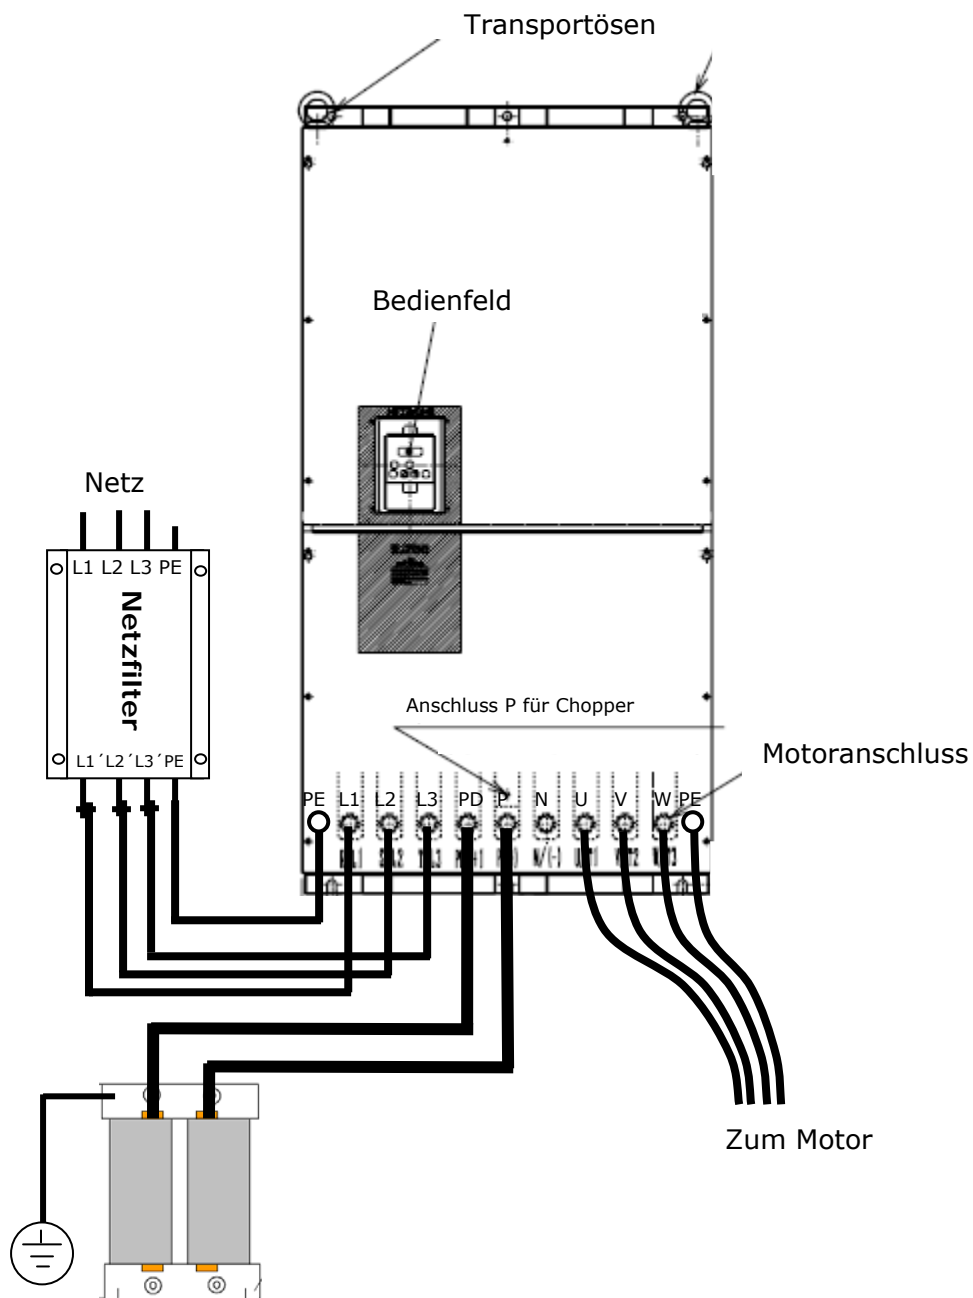 Transportösen
Bedienfeld
Netz
L1 L2 L3 PE
Netzfilter
L1´L2´L3´PE
Anschluss P für Chopper
Motoranschluss
PE L1 L2 L3 PD P N U V W PE
N/(-)
Zum Motor